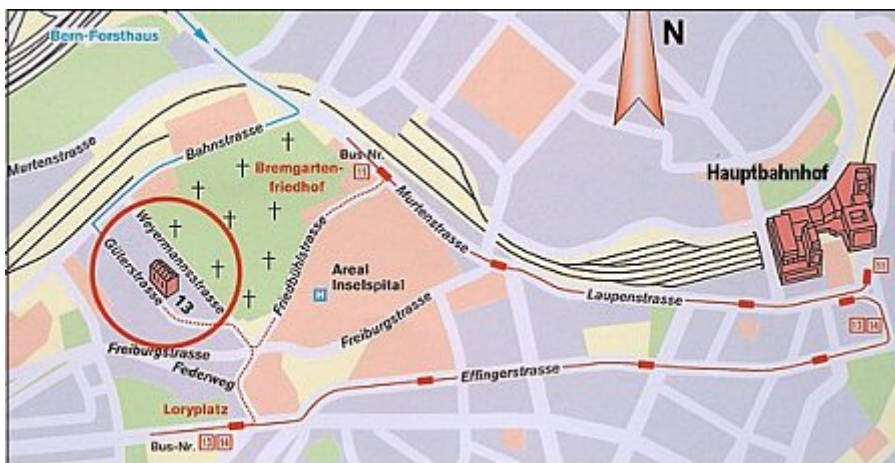 Bern-Forsthaus
N
Murtenstrasse
Bahnstrasse
Bremgarten-
friedhof
Bus-Nr.
11
Hauptbahnhof
Murtenstrasse
Weyermannsstrasse
Güterstrasse
13
Friedbühlstrasse
H
Areal
Inselspital
Laupenstrasse
Freiburgstrasse
Freiburgstrasse
Federweg
Effingerstrasse
13 14
Loryplatz
Bus-Nr. 13 14